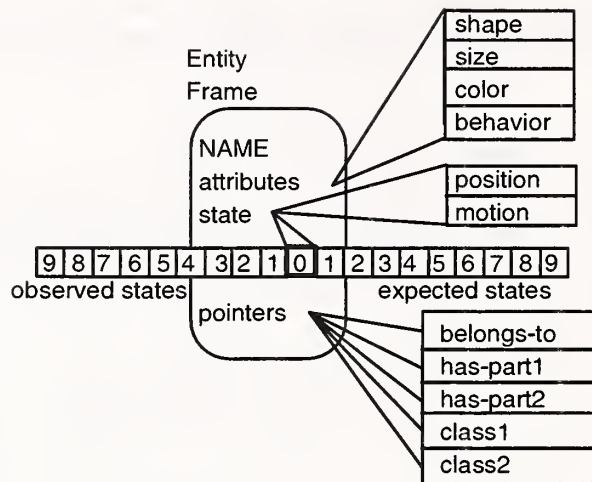 Entity
Frame
NAME
attributes
state
shape
size
color
behavior
position
motion
9 8 7 6 5 4 3 2 1 0 1 2 3 4 5 6 7 8 9
observed states
expected states
pointers
belongs-to
has-part1
has-part2
class1
class2